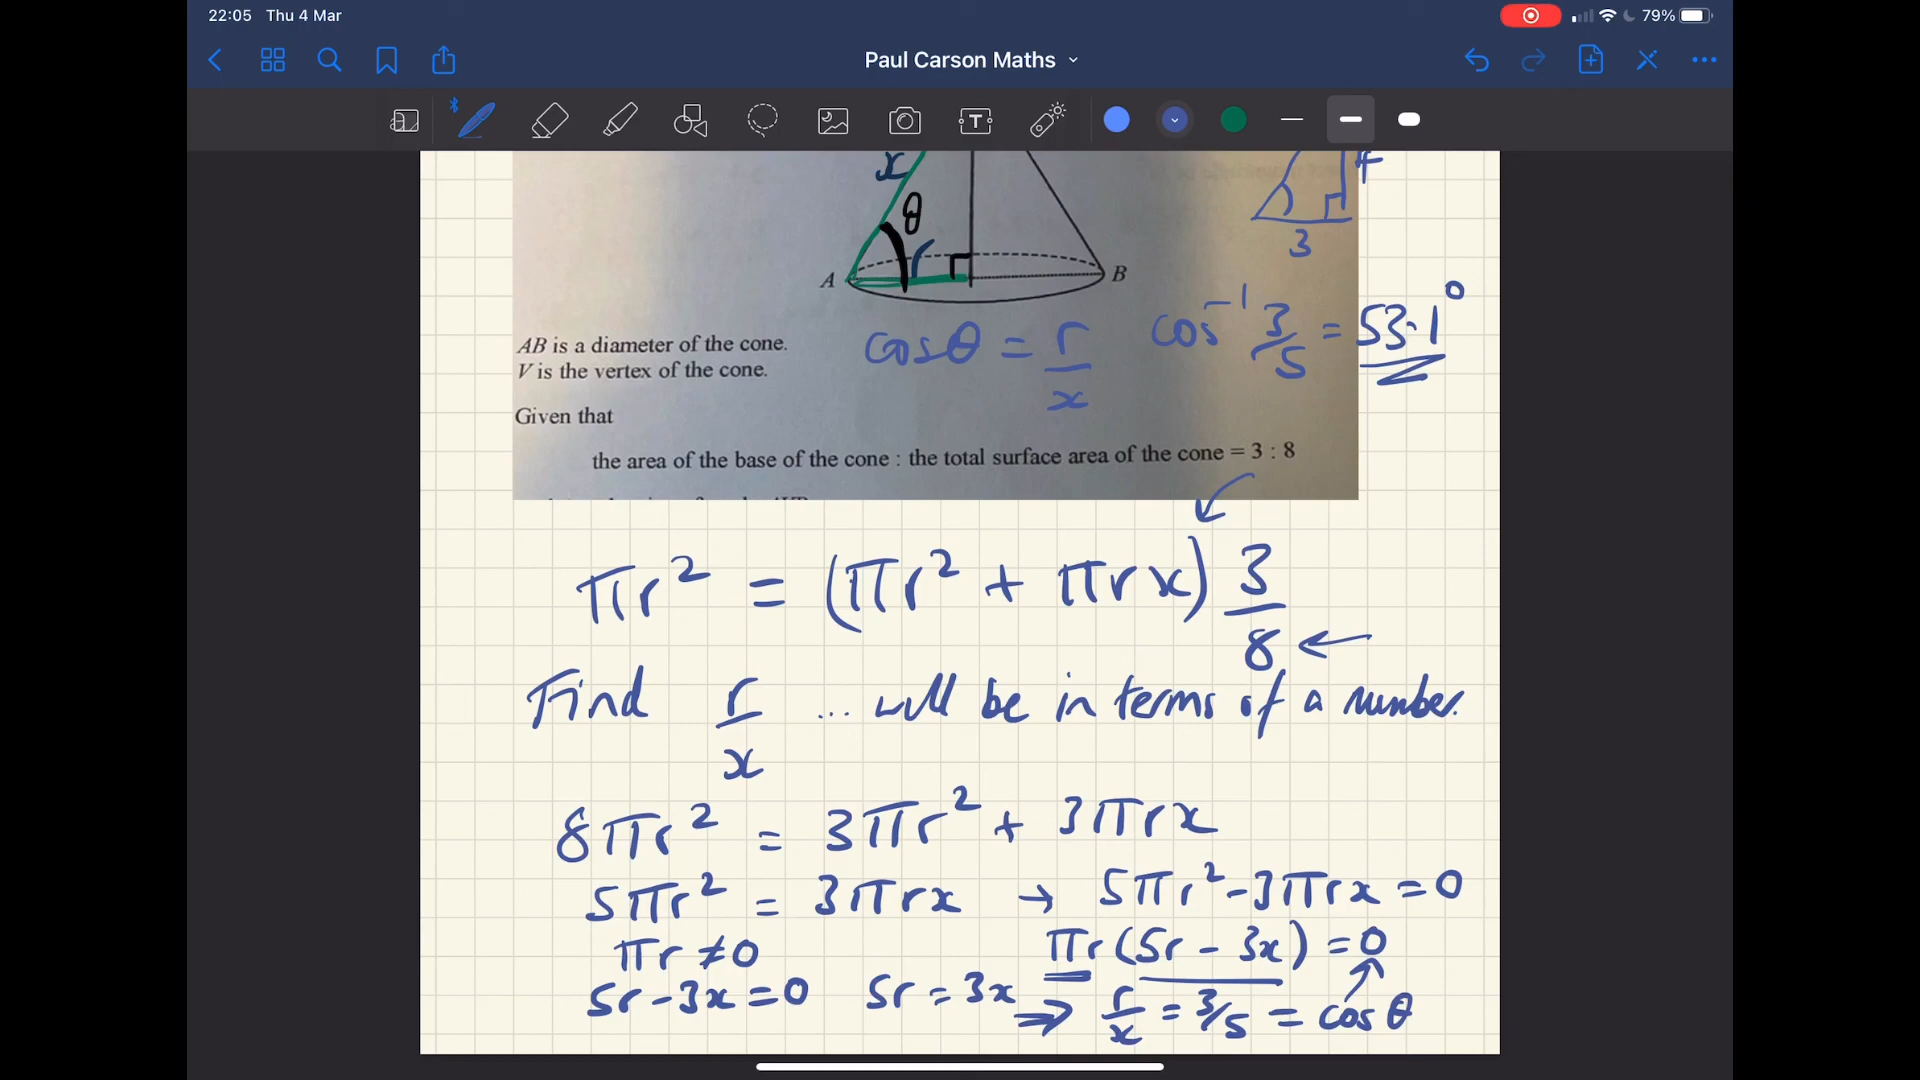 22:05 Thu 4 Mar
79%
Paul Carson Maths
T
x
θ
r
A
B
4
3
AB is a diameter of the cone.
V is the vertex of the cone.
cosθ = r/x
cos⁻¹ 3/5 = 53·1°
Given that
the area of the base of the cone : the total surface area of the cone = 3 : 8
πr² = (πr² + πrx) 3/8 ←
Find r/x ... will be in terms of a number.
8πr² = 3πr² + 3πrx
5πr² = 3πrx → 5πr² - 3πrx = 0
πr ≠ 0 πr(5r - 3x) = 0
5r - 3x = 0 5r = 3x ⇒ r/x = 3/5 = cos θ